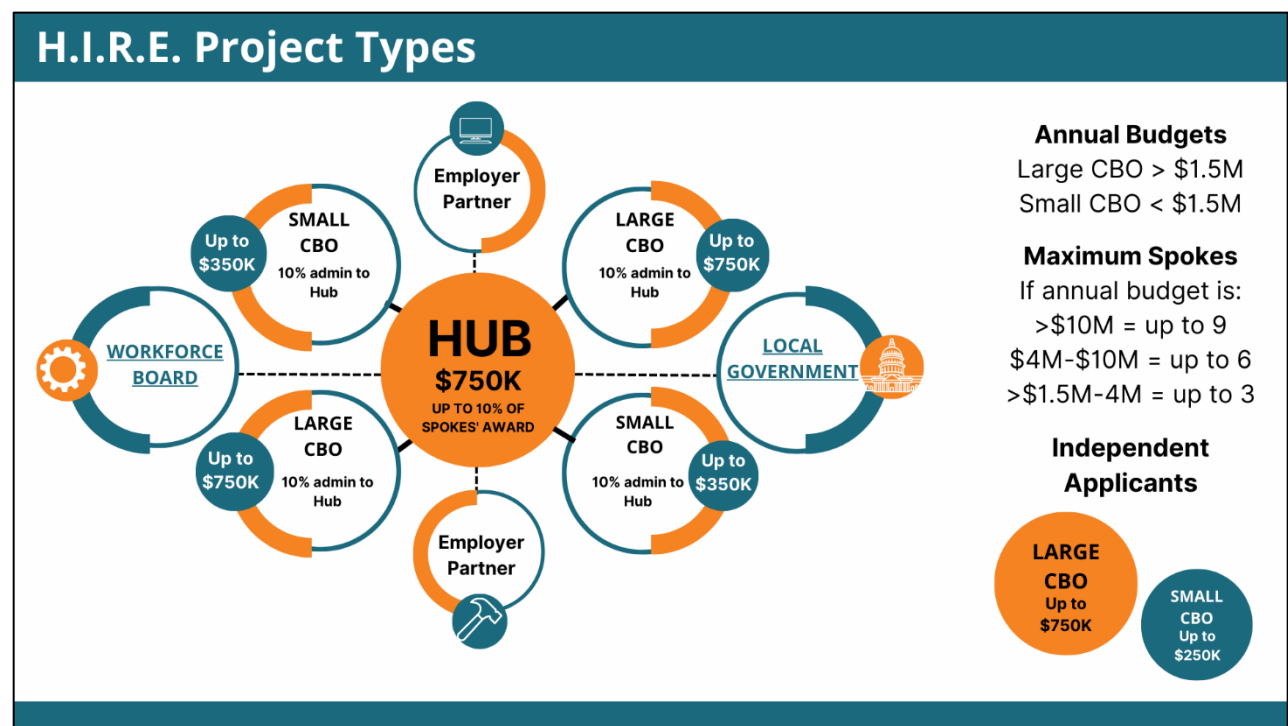 H.I.R.E. Project Types
Employer
Partner
SMALL
CBO
10% admin to
Hub
Up to
$350K
LARGE
CBO
10% admin to
Hub
Up to
$750K
WORKFORCE
BOARD
HUB
$750K
UP TO 10% OF
SPOKES' AWARD
LOCAL
GOVERNMENT
LARGE
CBO
10% admin to
Hub
Up to
$750K
SMALL
CBO
10% admin to
Hub
Up to
$350K
Employer
Partner
Annual Budgets
Large CBO > $1.5M
Small CBO < $1.5M
Maximum Spokes
If annual budget is:
>$10M = up to 9
$4M-$10M = up to 6
>$1.5M-4M = up to 3
Independent
Applicants
LARGE
CBO
Up to
$750K
SMALL
CBO
Up to
$250K